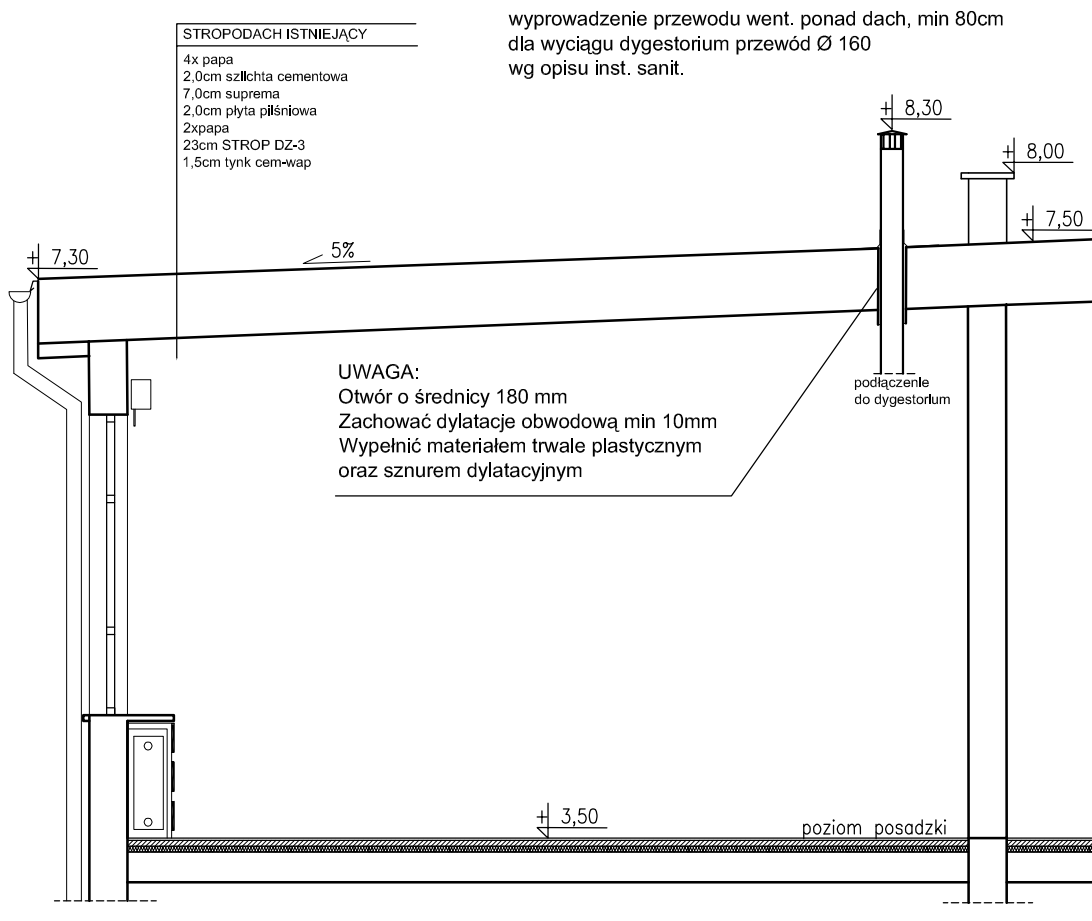 wyprowadzenie przewodu went. ponad dach, min 80cm
dla wyciągu dygestorium przewód Ø 160
wg opisu inst. sanit.
STROPODACH ISTNIEJĄCY
4x papa
2,0cm szlichta cementowa
7,0cm suprema
2,0cm płyta pilśniowa
2xpapa
23cm STROP DZ-3
1,5cm tynk cem-wap
+ 8,30
+ 8,00
+ 7,50
+ 7,30
5%
UWAGA:
Otwór o średnicy 180 mm
Zachować dylatacje obwodową min 10mm
Wypełnić materiałem trwale plastycznym
oraz sznurem dylatacyjnym
podłączenie
do dygestorium
+ 3,50
poziom posadzki